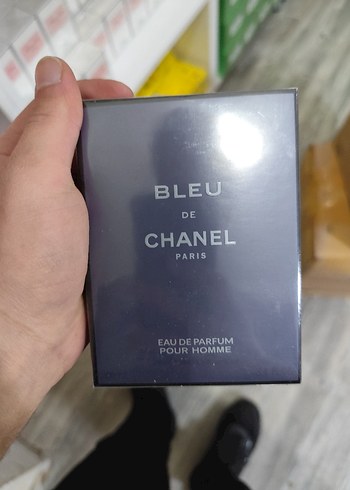 BLEU
DE
CHANEL
PARIS
EAU DE PARFUM
POUR HOMME